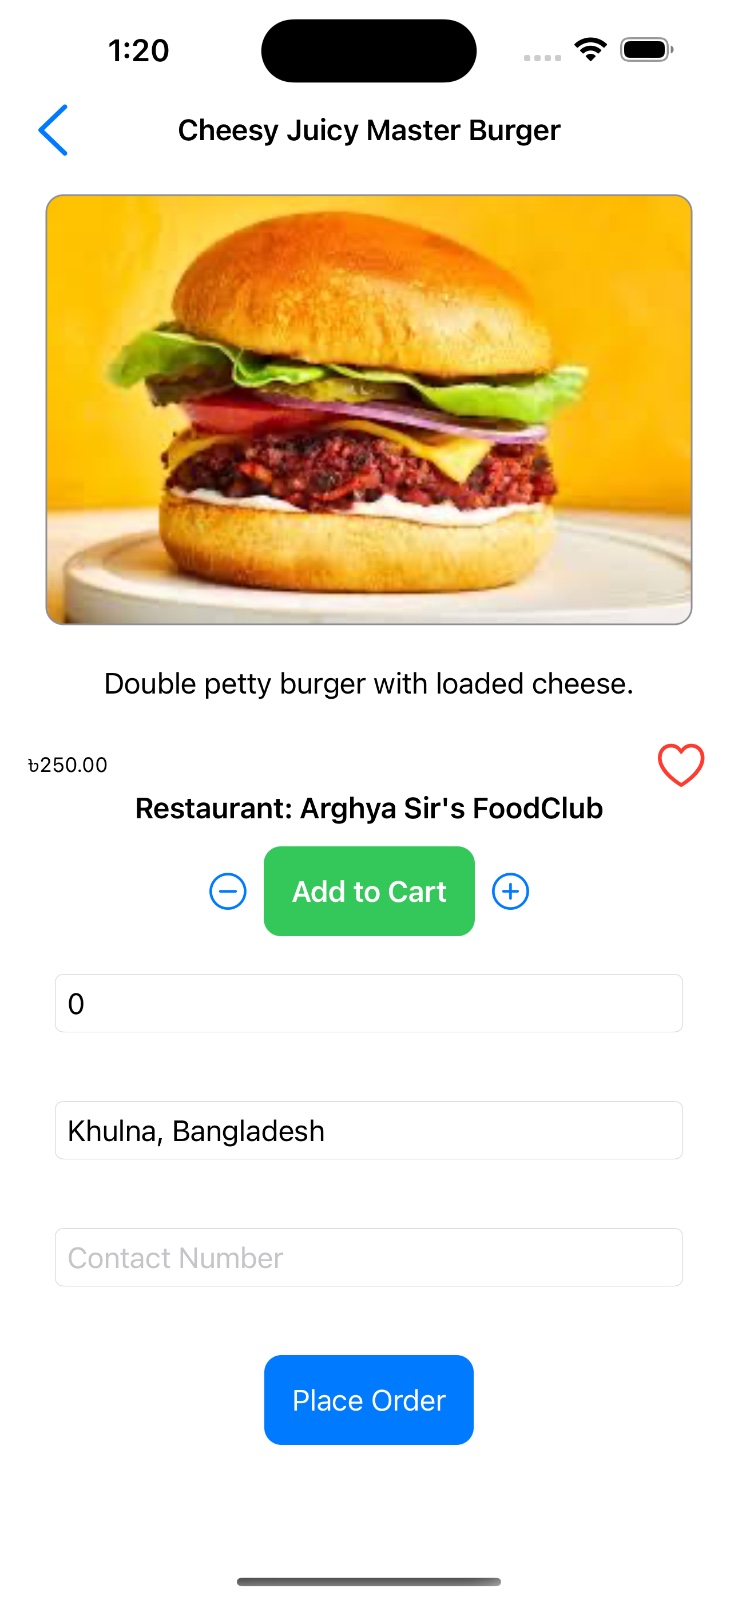 1:20
Cheesy Juicy Master Burger
Double petty burger with loaded cheese.
৳250.00
Restaurant: Arghya Sir's FoodClub
Add to Cart
0
Khulna, Bangladesh
Contact Number
Place Order